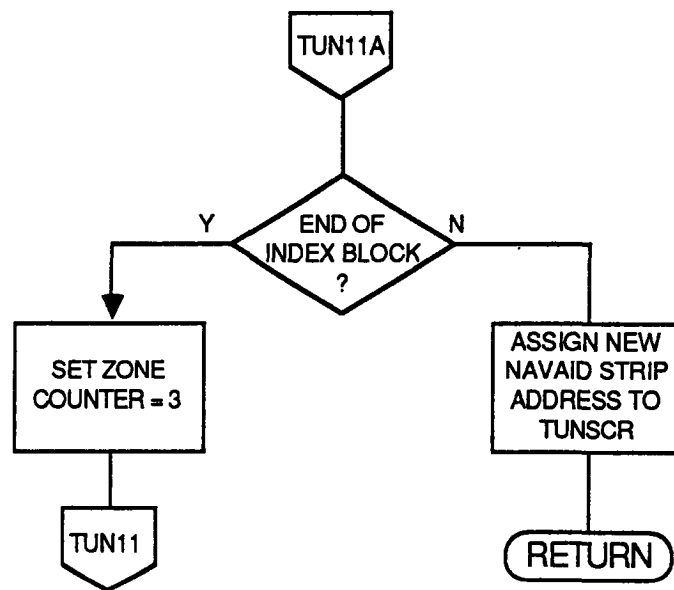 TUN11A
Y
END OF
INDEX BLOCK
?
N
SET ZONE
COUNTER = 3
ASSIGN NEW
NAVAID STRIP
ADDRESS TO
TUNSCR
TUN11
RETURN